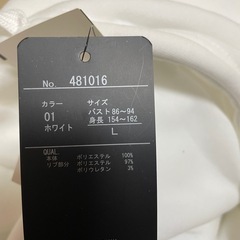 No. 481016
カラー サイズ
01 バスト86~94
ホワイト 身長 154~162
L
QUAL.
本体 ポリエステル 100%
リブ部分 ポリエステル 97%
ポリウレタン 3%